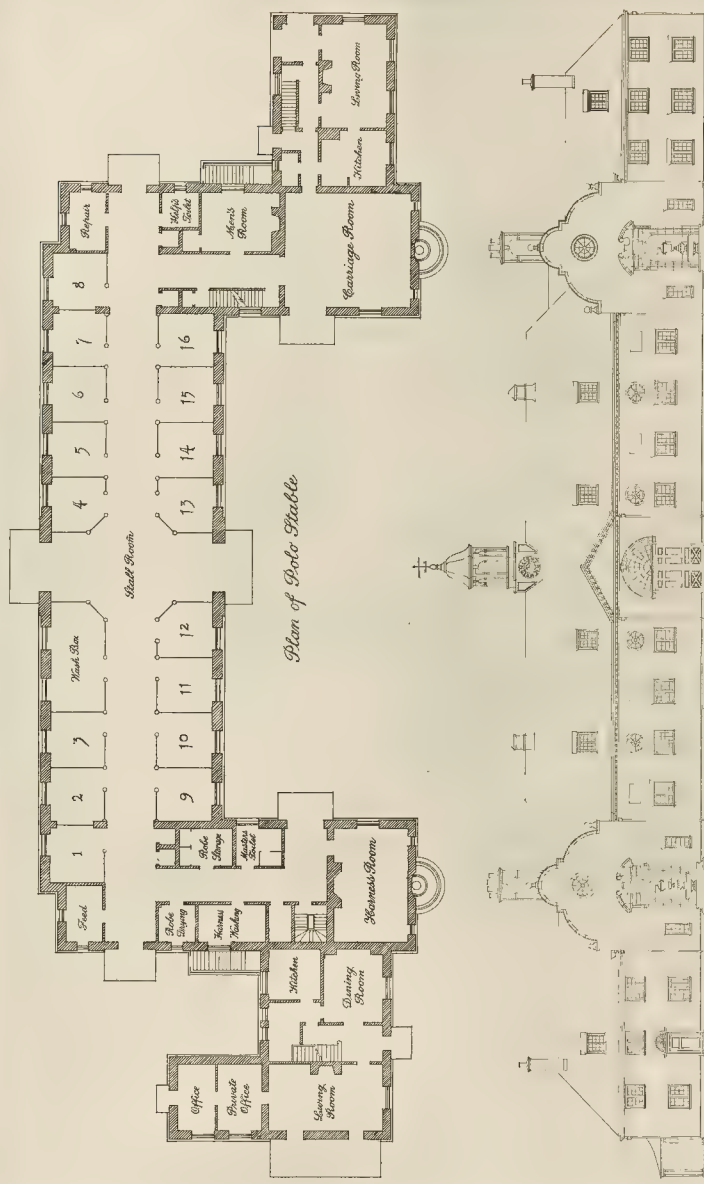 Feed
1
2
3
Wash Box
4
5
6
7
8
Repair
Stall Room
Robe
Drying
Harness
Washing
Robe
Storage
Masters
Toilet
9
10
11
12
13
14
15
16
Help's
Toilet
Men's
Room
Office
Private
Office
Living
Room
Kitchen
Dining
Room
Harness Room
Plan of Polo Stable
Carriage Room
Kitchen
Living Room